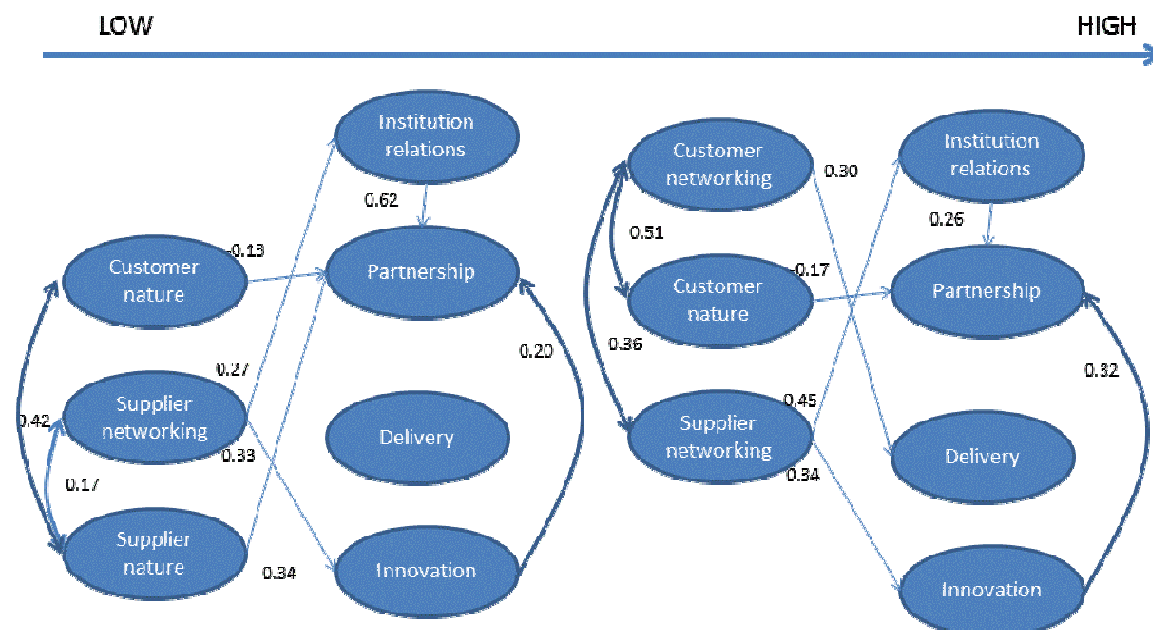 LOW
HIGH
Institution
relations
0.62
Customer
nature
-0.13
Partnership
0.27
0.20
Supplier
networking
0.42
0.33
Delivery
0.17
Supplier
nature
0.34
Innovation
Customer
networking
0.30
Institution
relations
0.51
0.26
Customer
nature
-0.17
Partnership
0.36
0.32
0.45
Supplier
networking
0.34
Delivery
Innovation